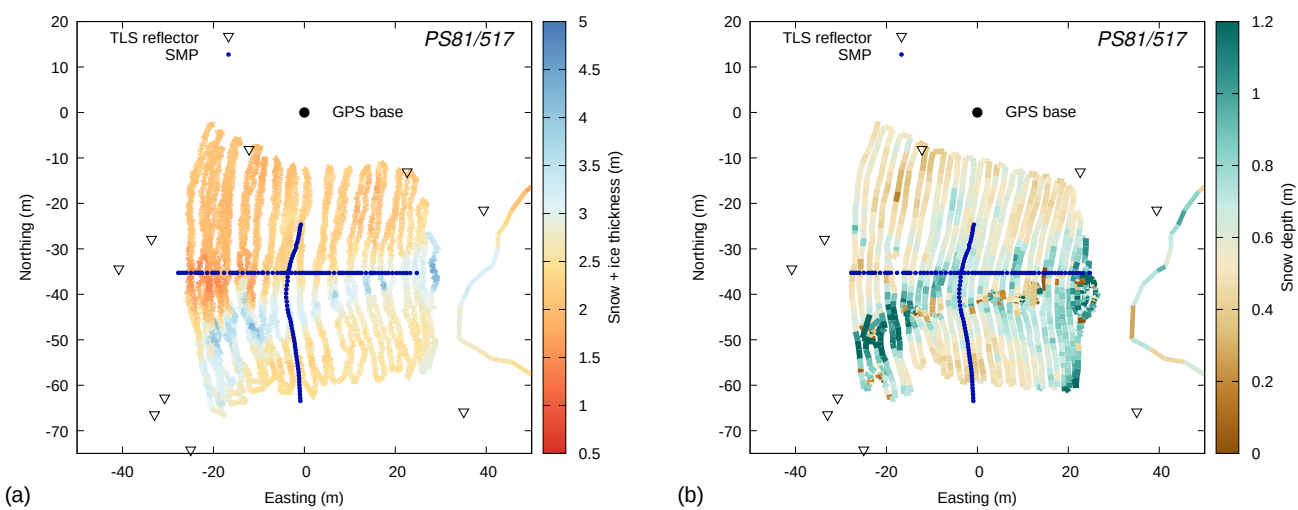 20
10
0
-10
-20
-30
-40
-50
-60
-70
-40
-20
0
20
40
Northing (m)
Easting (m)
TLS reflector
SMP
PS81/517
GPS base
5
4.5
4
3.5
3
2.5
2
1.5
1
0.5
Snow + ice thickness (m)
(a)
20
10
0
-10
-20
-30
-40
-50
-60
-70
-40
-20
0
20
40
Northing (m)
Easting (m)
TLS reflector
SMP
PS81/517
GPS base
1.2
1
0.8
0.6
0.4
0.2
0
Snow depth (m)
(b)